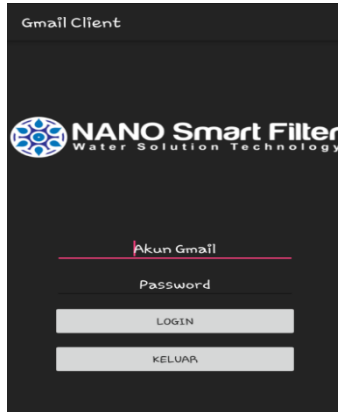 Gmail Client
NANO Smart Filter
Water Solution Technology
Akun Gmail
Password
LOGIN
KELUAR